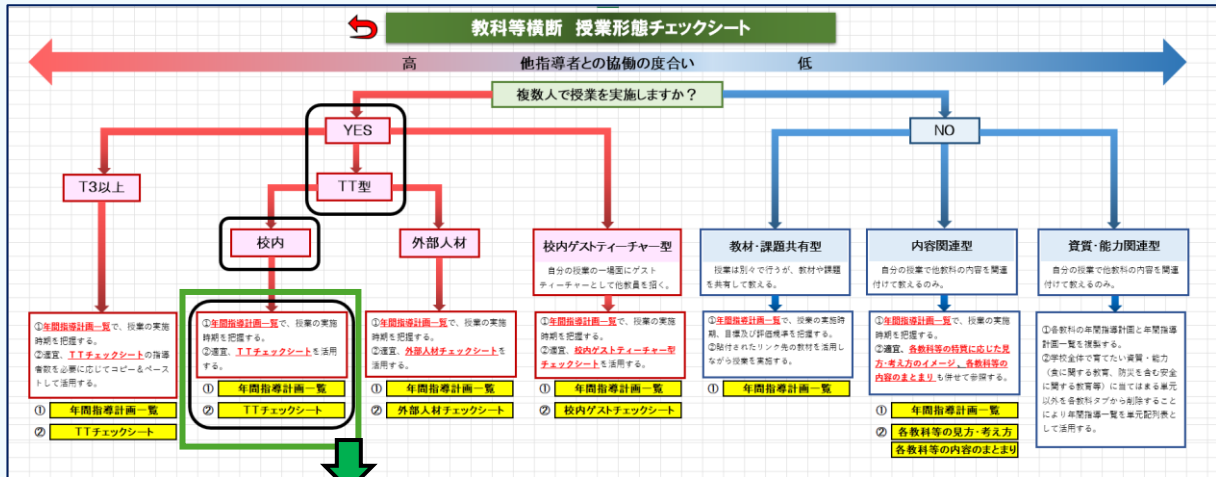 教科等横断 授業形態チェックシート
高 他指導者との協働の度合い 低
複数人で授業を実施しますか？
YES
NO
T3以上
TT型
校内
外部人材
校内ゲストティーチャー型
自分の授業の一場面にゲスト
ティーチャーとして他教員を招く。
教材・課題共有型
授業は別々で行うが、教材や課題
を共有して教える。
内容関連型
自分の授業で他教科の内容を関連
付けて教えるのみ。
資質・能力関連型
自分の授業で他教科の内容を関連
付けて教えるのみ。
①年間指導計画一覧で、授業の実施
時期を把握する。
②適宜、TTチェックシートの指導
者数を必要に応じてコピー＆ペース
トして活用する。
① 年間指導計画一覧
② TTチェックシート
①年間指導計画一覧で、授業の実施
時期を把握する。
②適宜、TTチェックシートを活用
する。
① 年間指導計画一覧
② TTチェックシート
①年間指導計画一覧で、授業の実施
時期を把握する。
②適宜、外部人材チェックシートを
活用する。
① 年間指導計画一覧
② 外部人材チェックシート
①年間指導計画一覧で、授業の実施
時期を把握する。
②適宜、校内ゲストティーチャー型
チェックシートを活用する。
① 年間指導計画一覧
② 校内ゲストチェックシート
①年間指導計画一覧で、授業の実施時
期、目標及び評価規準を把握する。
②貼付されたリンク先の教材を活用し
ながら授業を実施する。
① 年間指導計画一覧
①年間指導計画一覧で、授業の実施
時期を把握する。
②適宜、各教科等の特質に応じた見
方・考え方のイメージ、各教科等の
内容のまとまりも併せて参照する。
① 年間指導計画一覧
② 各教科等の見方・考え方
各教科等の内容のまとまり
①各教科の年間指導計画と年間指導
計画一覧を複製する。
②学校全体で育てたい資質・能力
（食に関する教育、防災を含む安全
に関する教育等）に当てはまる単元
以外を各教科タブから削除すること
により年間指導一覧を単元配列表と
して活用する。